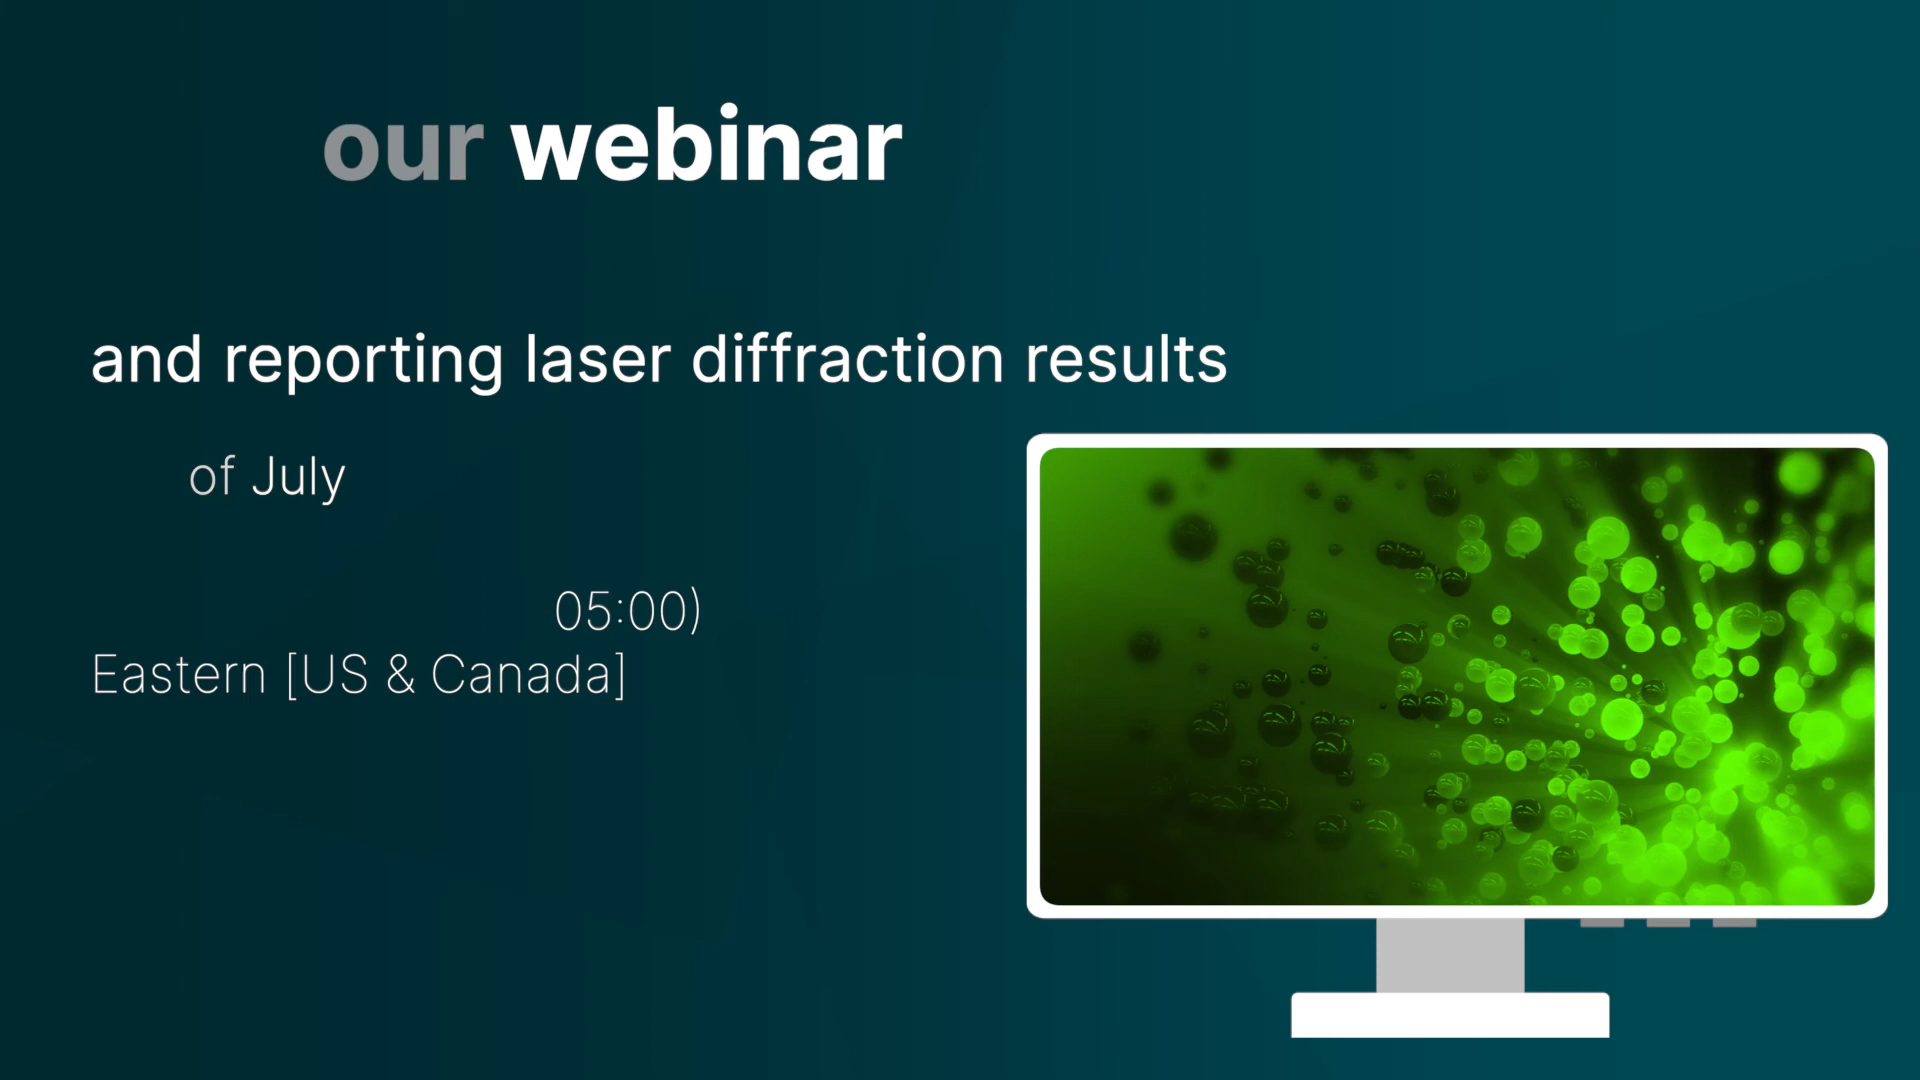 our webinar
and reporting laser diffraction results
of July
05:00)
Eastern [US & Canada]